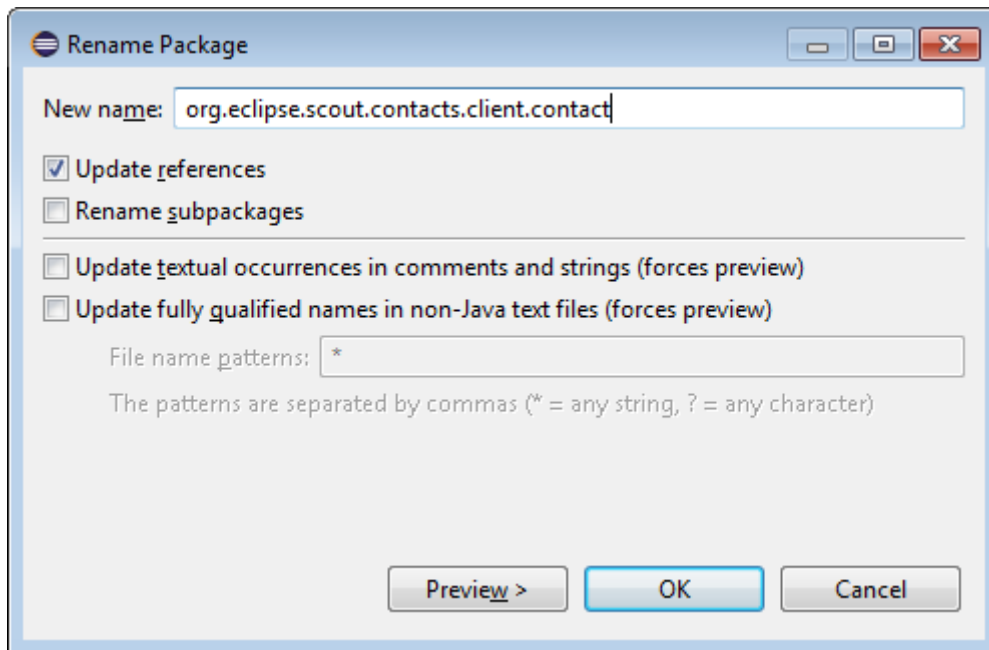 Rename Package
New name: org.eclipse.scout.contacts.client.contact
Update references
Rename subpackages
Update textual occurrences in comments and strings (forces preview)
Update fully qualified names in non-Java text files (forces preview)
File name patterns: *
The patterns are separated by commas (* = any string, ? = any character)
Preview > OK Cancel